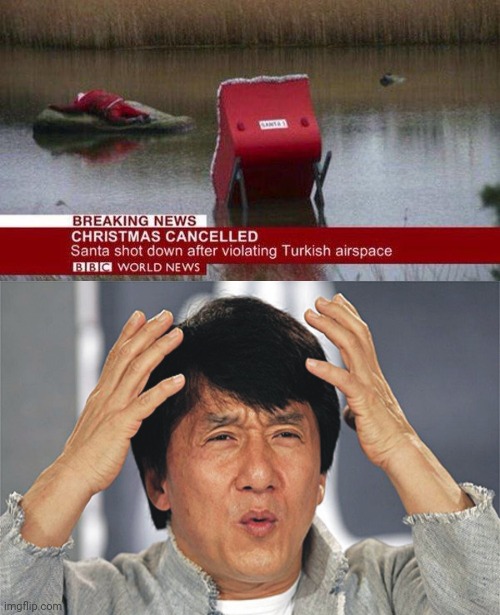 SANTA 1
BREAKING NEWS
CHRISTMAS CANCELLED
Santa shot down after violating Turkish airspace
BBC WORLD NEWS
imgflip.com